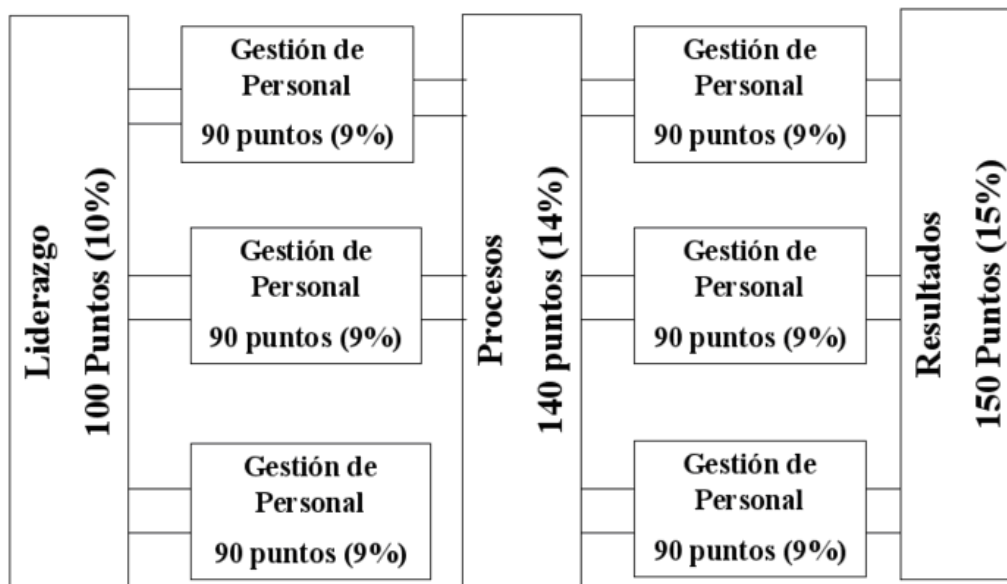 Liderazgo
100 Puntos (10%)
Gestión de
Personal
90 puntos (9%)
Gestión de
Personal
90 puntos (9%)
Gestión de
Personal
90 puntos (9%)
Procesos
140 puntos (14%)
Gestión de
Personal
90 puntos (9%)
Gestión de
Personal
90 puntos (9%)
Gestión de
Personal
90 puntos (9%)
Resultados
150 Puntos (15%)